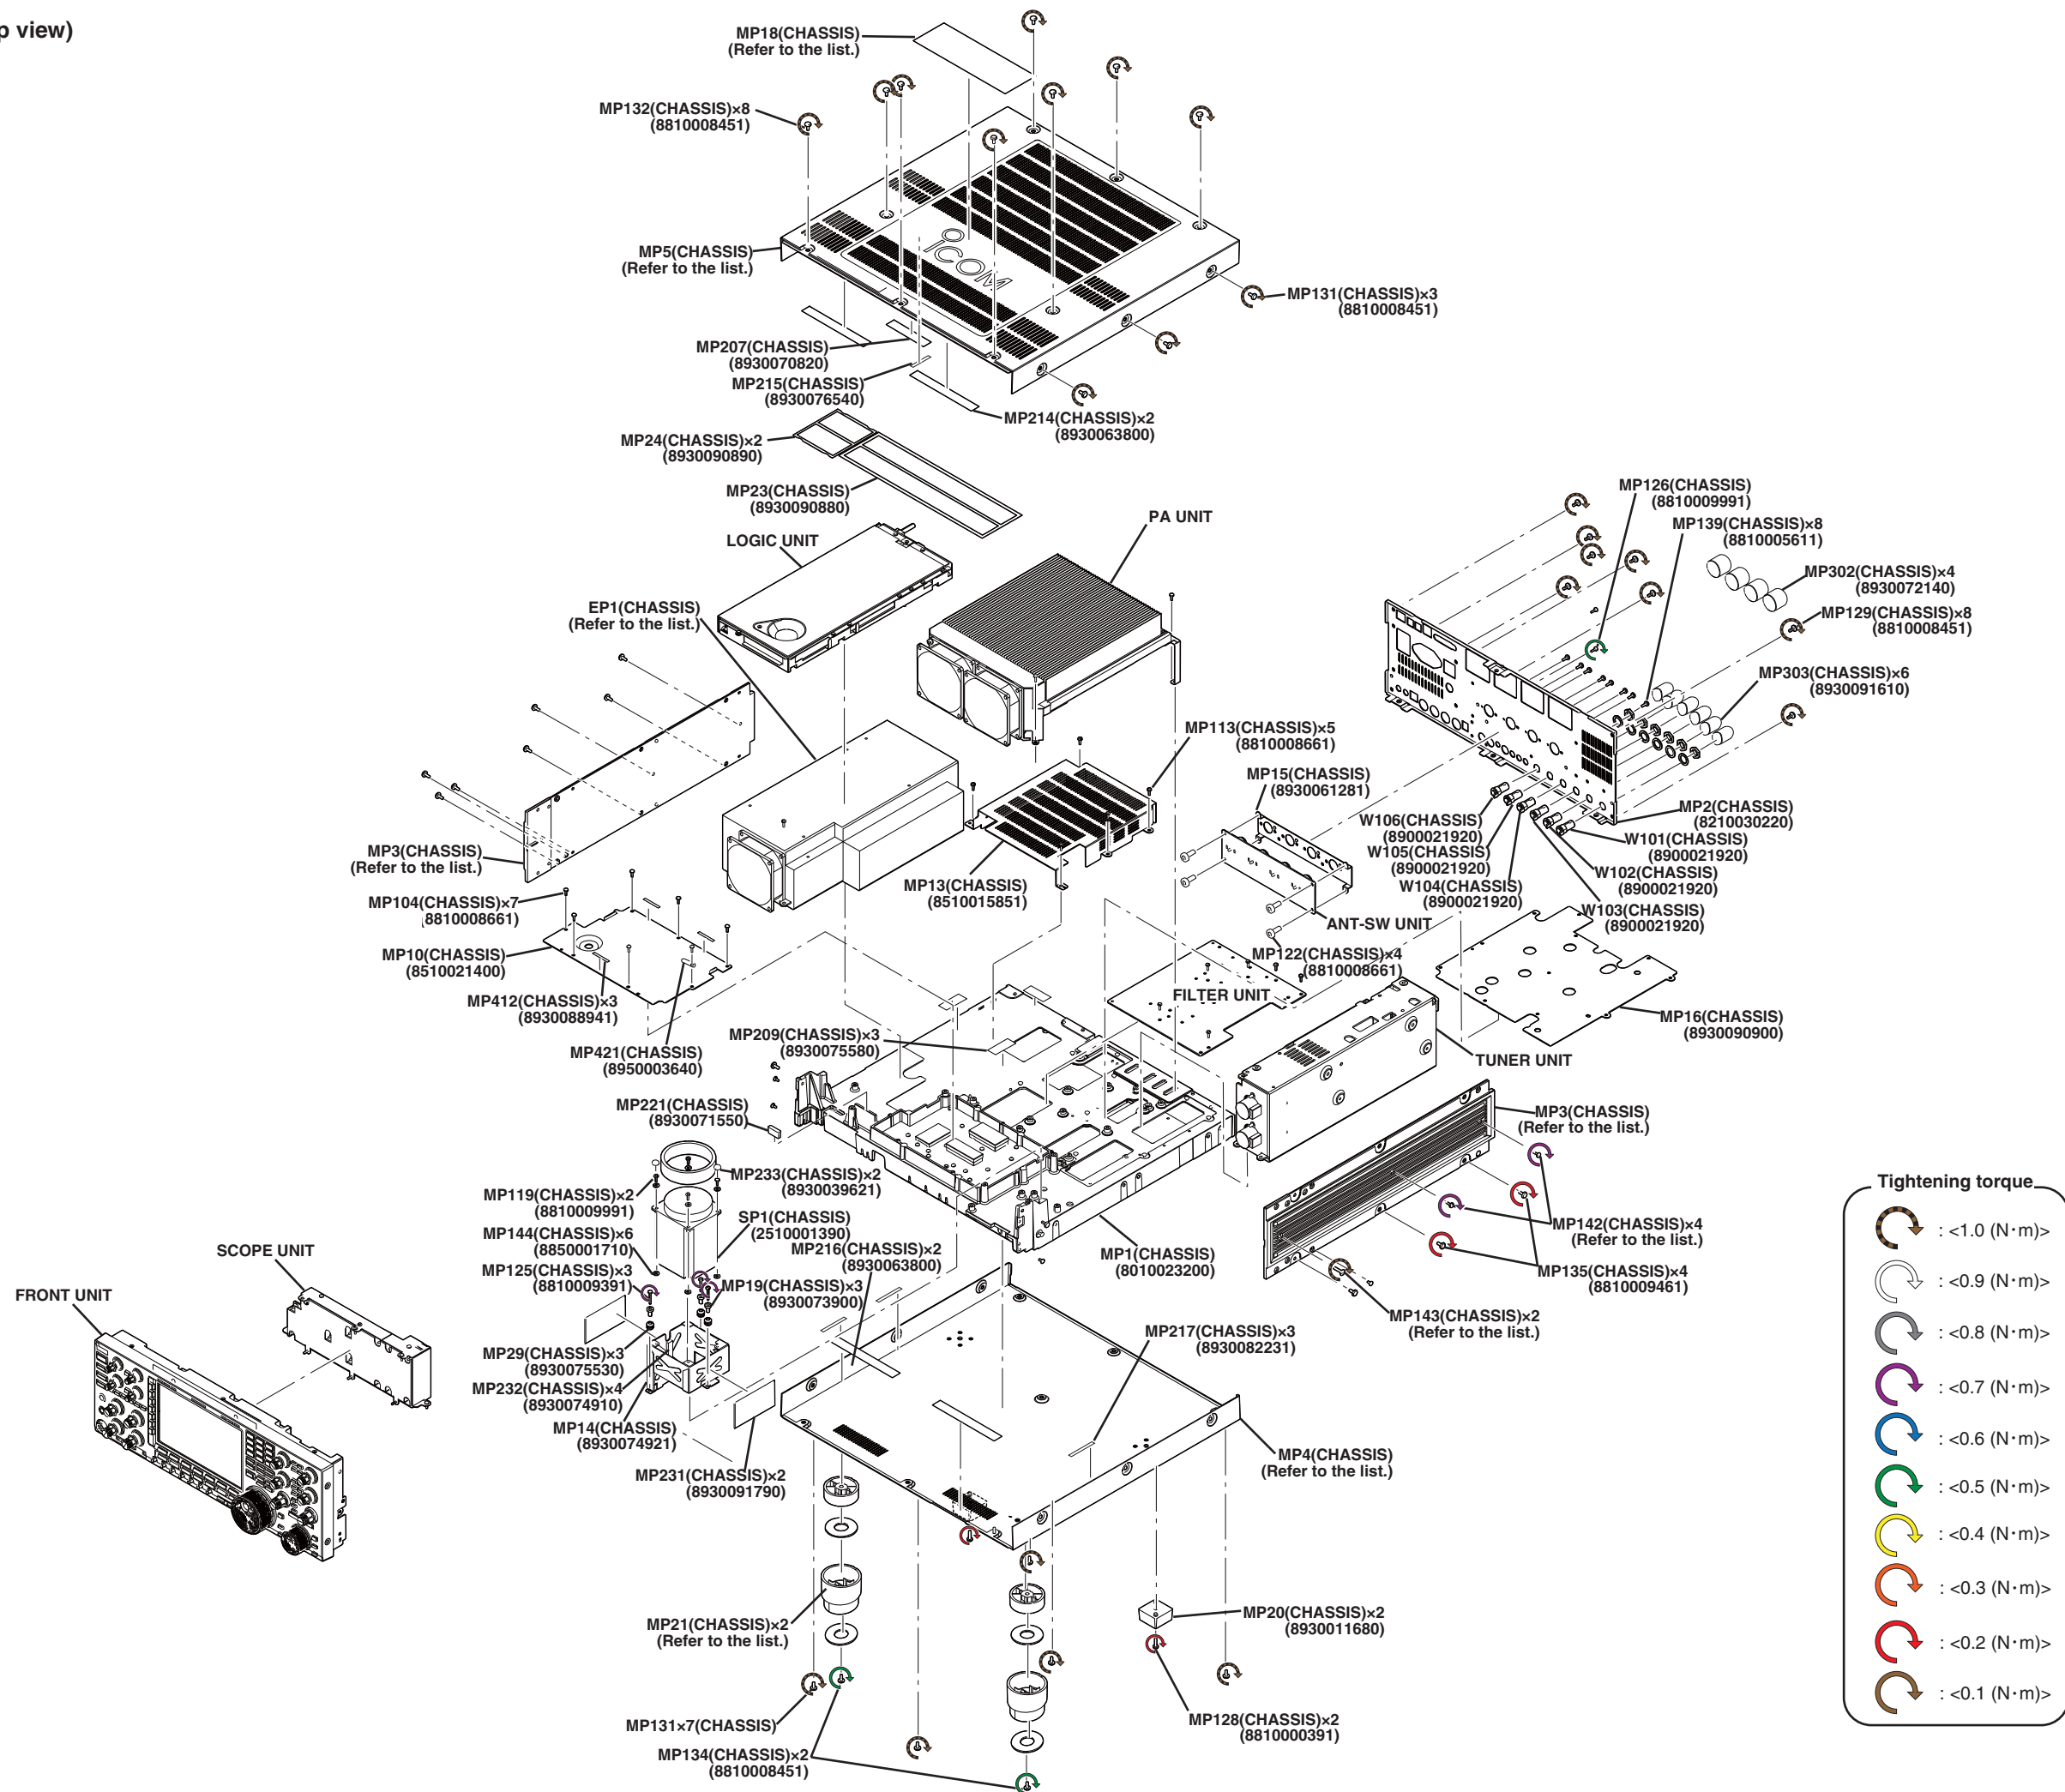 p view)
MP18(CHASSIS)
(Refer to the list.)
MP132(CHASSIS)×8
(8810008451)
MP5(CHASSIS)
(Refer to the list.)
ICOM
MP131(CHASSIS)×3
(8810008451)
MP207(CHASSIS)
(8930070820)
MP215(CHASSIS)
(8930076540)
MP214(CHASSIS)×2
(8930063800)
MP24(CHASSIS)×2
(8930090890)
MP23(CHASSIS)
(8930090880)
LOGIC UNIT
PA UNIT
EP1(CHASSIS)
(Refer to the list.)
MP126(CHASSIS)
(8810009991)
MP139(CHASSIS)×8
(8810005611)
MP302(CHASSIS)×4
(8930072140)
MP129(CHASSIS)×8
(8810008451)
MP303(CHASSIS)×6
(8930091610)
MP113(CHASSIS)×5
(8810008661)
MP15(CHASSIS)
(8930061281)
MP2(CHASSIS)
(8210030220)
W106(CHASSIS)
(8900021920)
W105(CHASSIS)
(8900021920)
W104(CHASSIS)
(8900021920)
W101(CHASSIS)
(8900021920)
W102(CHASSIS)
(8900021920)
W103(CHASSIS)
(8900021920)
MP3(CHASSIS)
(Refer to the list.)
MP104(CHASSIS)×7
(8810008661)
MP10(CHASSIS)
(8510021400)
MP412(CHASSIS)×3
(8930088941)
MP421(CHASSIS)
(8950003640)
MP13(CHASSIS)
(8510015851)
ANT-SW UNIT
MP122(CHASSIS)×4
(8810008661)
FILTER UNIT
MP16(CHASSIS)
(8930090900)
MP209(CHASSIS)×3
(8930075580)
TUNER UNIT
MP221(CHASSIS)
(8930071550)
MP3(CHASSIS)
(Refer to the list.)
MP233(CHASSIS)×2
(8930039621)
MP119(CHASSIS)×2
(8810009991)
SP1(CHASSIS)
(2510001390)
MP144(CHASSIS)×6
(8850001710)
MP216(CHASSIS)×2
(8930063800)
MP125(CHASSIS)×3
(8810009391)
MP19(CHASSIS)×3
(8930073900)
MP1(CHASSIS)
(8010023200)
MP142(CHASSIS)×4
(Refer to the list.)
MP135(CHASSIS)×4
(8810009461)
MP143(CHASSIS)×2
(Refer to the list.)
SCOPE UNIT
FRONT UNIT
MP29(CHASSIS)×3
(8930075530)
MP232(CHASSIS)×4
(8930074910)
MP14(CHASSIS)
(8930074921)
MP231(CHASSIS)×2
(8930091790)
MP217(CHASSIS)×3
(8930082231)
MP4(CHASSIS)
(Refer to the list.)
MP21(CHASSIS)×2
(Refer to the list.)
MP20(CHASSIS)×2
(8930011680)
MP131×7(CHASSIS)
MP134(CHASSIS)×2
(8810008451)
MP128(CHASSIS)×2
(8810000391)
Tightening torque
: <1.0 (N·m)>
: <0.9 (N·m)>
: <0.8 (N·m)>
: <0.7 (N·m)>
: <0.6 (N·m)>
: <0.5 (N·m)>
: <0.4 (N·m)>
: <0.3 (N·m)>
: <0.2 (N·m)>
: <0.1 (N·m)>